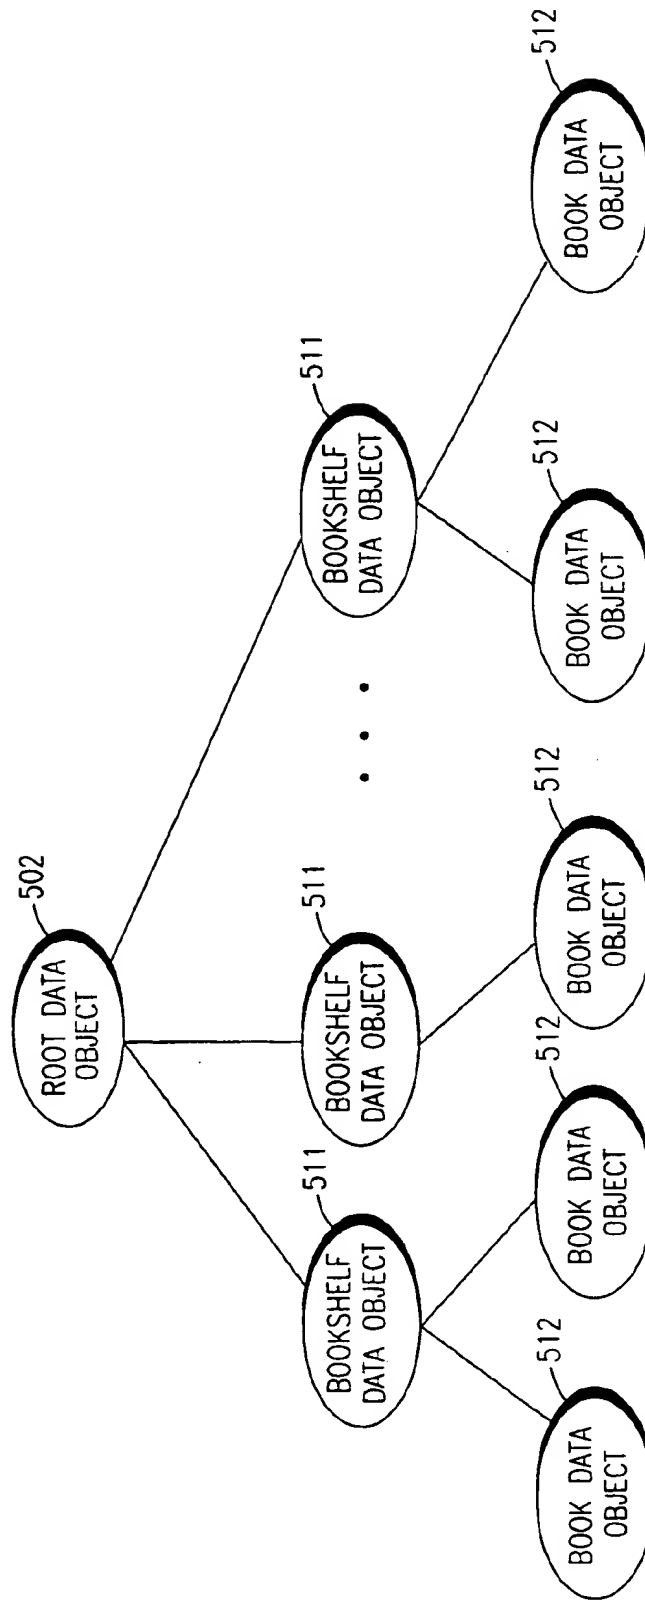 502
ROOT DATA
OBJECT
511
BOOKSHELF
DATA OBJECT
511
BOOKSHELF
DATA OBJECT
• • •
511
BOOKSHELF
DATA OBJECT
512
BOOK DATA
OBJECT
512
BOOK DATA
OBJECT
512
BOOK DATA
OBJECT
512
BOOK DATA
OBJECT
512
BOOK DATA
OBJECT